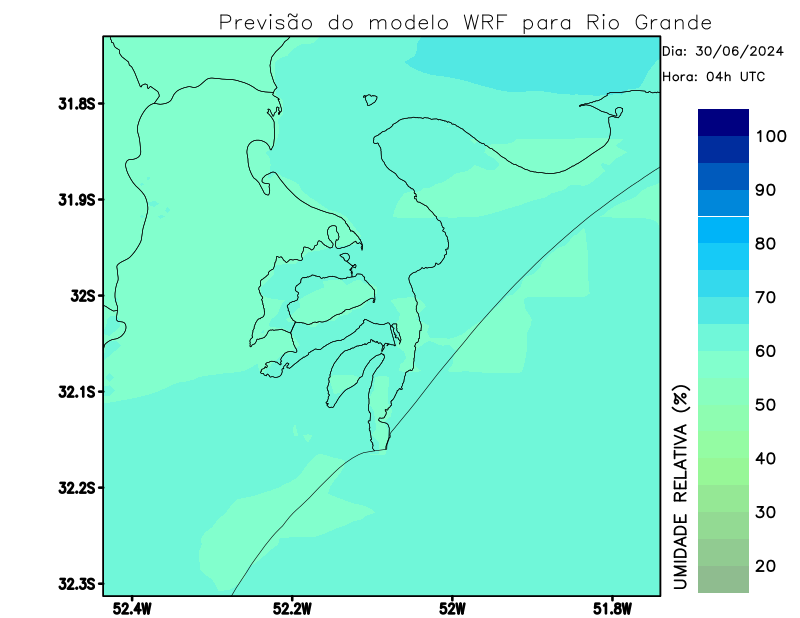 Previsão do modelo WRF para Rio Grande
Dia: 30/06/2024
Hora: 04h UTC
31.8S
31.9S
32S
32.1S
32.2S
32.3S
52.4W
52.2W
52W
51.8W
100
90
80
70
60
50
40
30
20
UMIDADE RELATIVA (%)